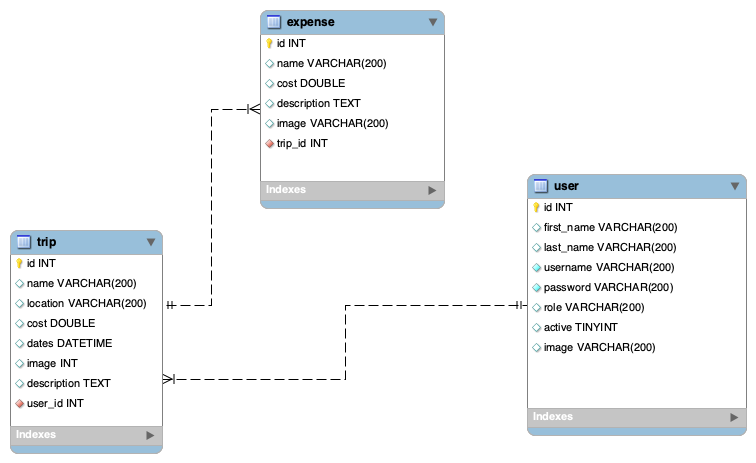 expense
id INT
name VARCHAR(200)
cost DOUBLE
description TEXT
image VARCHAR(200)
trip_id INT
Indexes
user
id INT
first_name VARCHAR(200)
last_name VARCHAR(200)
username VARCHAR(200)
password VARCHAR(200)
role VARCHAR(200)
active TINYINT
image VARCHAR(200)
Indexes
trip
id INT
name VARCHAR(200)
location VARCHAR(200)
cost DOUBLE
dates DATETIME
image INT
description TEXT
user_id INT
Indexes